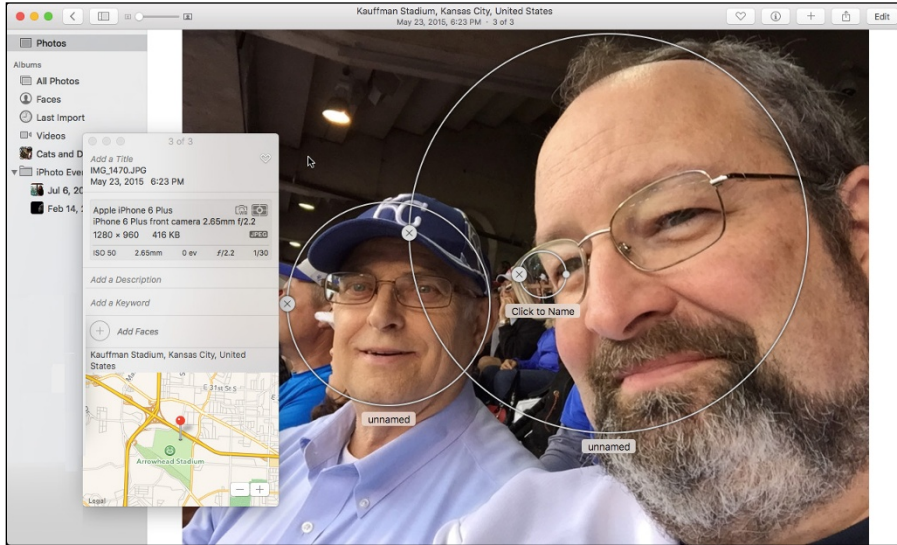 Kauffman Stadium, Kansas City, United States
May 23, 2015, 6:23 PM · 3 of 3
Edit
Photos
Albums
All Photos
Faces
Last Import
Videos
Cats and D
iPhoto Eve
Jul 6, 20
Feb 14,
3 of 3
Add a Title
IMG_1470.JPG
May 23, 2015 6:23 PM
Apple iPhone 6 Plus
iPhone 6 Plus front camera 2.65mm f/2.2
1280 × 960 416 KB
JPEG
ISO 50 2.65mm 0 ev ƒ/2.2 1/30
Add a Description
Add a Keyword
Add Faces
Kauffman Stadium, Kansas City, United
States
E 31st St S
Arrowhead Stadium
Legal
KC
Click to Name
unnamed
unnamed